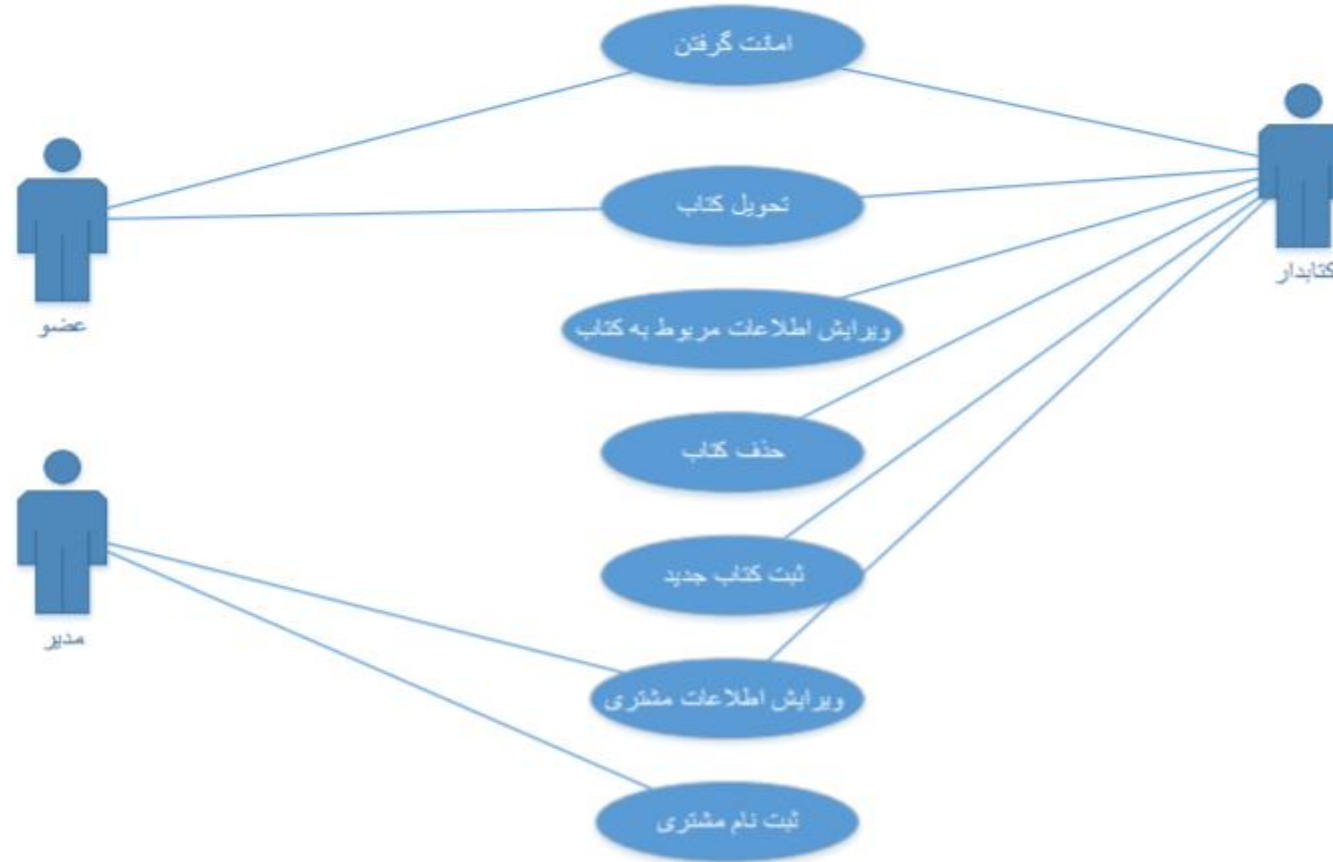 امانت گرفتن
تحویل کتاب
کتابدار
عضو
ویرایش اطلاعات مربوط به کتاب
حذف کتاب
ثبت کتاب جدید
مدیر
ویرایش اطلاعات مشتری
ثبت نام مشتری